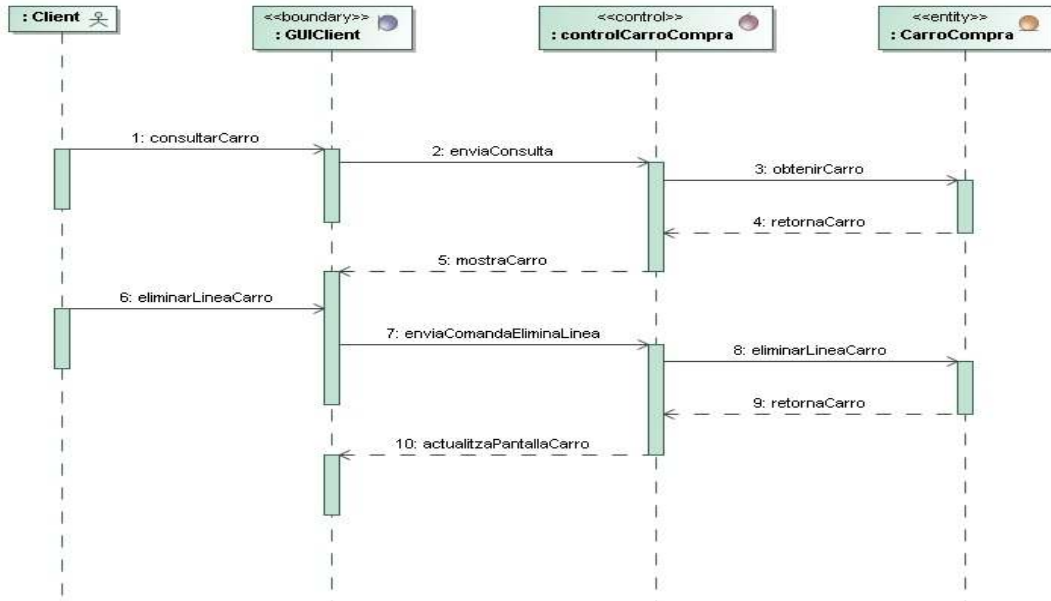 : Client
<<boundary>>
: GUIClient
<<control>>
: controlCarroCompra
<<entity>>
: CarroCompra
1: consultarCarro
2: enviaConsulta
3: obtenirCarro
4: retornaCarro
5: mostraCarro
6: eliminarLineaCarro
7: enviaComandaEliminaLinea
8: eliminarLineaCarro
9: retornaCarro
10: actualitzaPantallaCarro